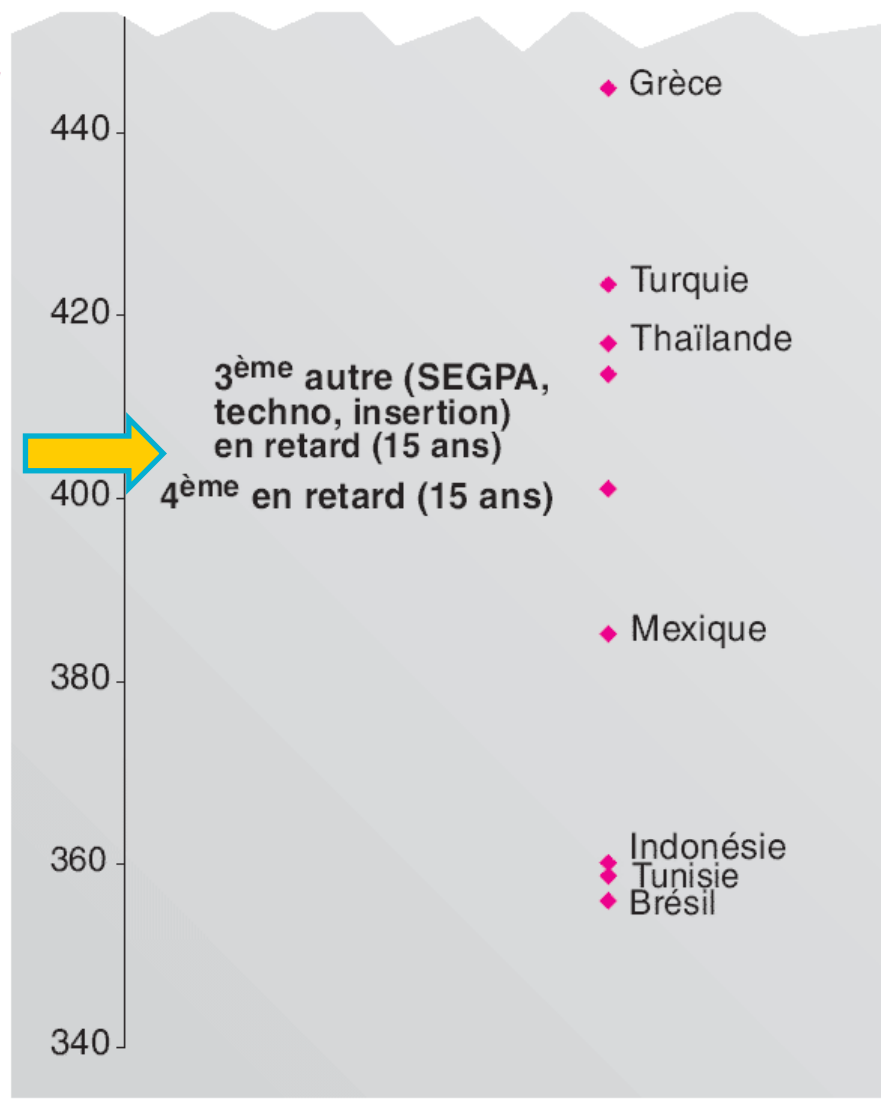 Grèce
440
Turquie
420
Thaïlande
3ème autre (SEGPA,
techno, insertion)
en retard (15 ans)
400
4ème en retard (15 ans)
Mexique
380
Indonésie
360
Tunisie
Brésil
340